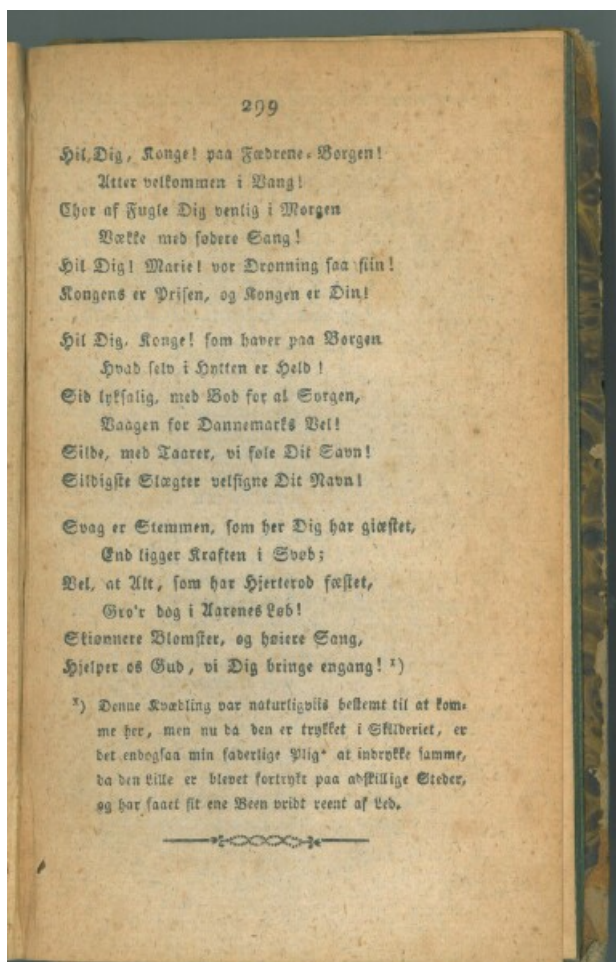 299
Hil Dig, Konge! paa Fædrene-Borgen!
Atter velkommen i Vang!
Chor af Fugle Dig venlig i Morgen
Vække med sødere Sang!
Hil Dig! Marie! vor Dronning saa fiin!
Kongens er Prisen, og Kongen er Din!
Hil Dig, Konge! som haver paa Borgen
Hvad selv i Hytten er Held!
Sid lyksalig, med Bod for al Sorgen,
Vaagen for Dannemarks Vel!
Silde, med Taarer, vi føle Dit Savn!
Sildigste Slægter velsigne Dit Navn!
Svag er Stemmen, som her Dig har giæstet,
End ligger Kraften i Svøb;
Vel, at Alt, som har Hjerterod fæstet,
Gro'r dog i Aarenes Løb!
Skiønnere Blomster, og høiere Sang,
Hjelper os Gud, vi Dig bringe engang! ¹)
¹) Denne Kvædling var naturligviis bestemt til at kom-
me her, men nu da den er trykket i Skilderiet, er
det endogsaa min faderlige Pligt at indrykke samme,
da den Lille er blevet fortrykt paa adskillige Steder,
og har faaet sit ene Been vridt reent af Led.